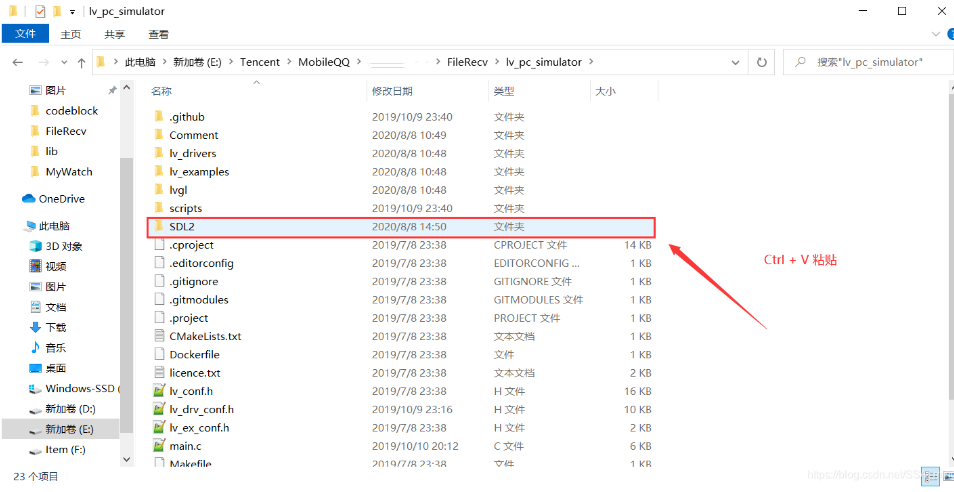 lv_pc_simulator
文件 主页 共享 查看
此电脑 新加卷 (E:) Tencent MobileQQ FileRecv lv_pc_simulator 搜索"lv_pc_simulator"
名称 修改日期 类型 大小
图片
codeblock
FileRecv
lib
MyWatch
OneDrive
此电脑
3D 对象
视频
图片
文档
下载
音乐
桌面
Windows-SSD (
新加卷 (D:)
新加卷 (E:)
Item (F:)
.github 2019/10/9 23:40 文件夹
Comment 2020/8/8 10:49 文件夹
lv_drivers 2020/8/8 10:48 文件夹
lv_examples 2020/8/8 10:48 文件夹
lvgl 2020/8/8 10:48 文件夹
scripts 2019/10/9 23:40 文件夹
SDL2 2020/8/8 14:50 文件夹
.cproject 2019/7/8 23:38 CPROJECT 文件 14 KB
.editorconfig 2019/7/8 23:38 EDITORCONFIG ... 1 KB
.gitignore 2019/7/8 23:38 GITIGNORE 文件 1 KB
.gitmodules 2019/7/8 23:38 GITMODULES 文件 1 KB
.project 2019/7/8 23:38 PROJECT 文件 1 KB
CMakeLists.txt 2019/7/8 23:38 文本文档 1 KB
Dockerfile 2019/7/8 23:38 文件 1 KB
licence.txt 2019/7/8 23:38 文本文档 2 KB
lv_conf.h 2019/7/8 23:38 H 文件 16 KB
lv_drv_conf.h 2019/10/9 23:16 H 文件 10 KB
lv_ex_conf.h 2019/7/8 23:38 H 文件 2 KB
main.c 2019/10/10 20:12 C 文件 6 KB
Makefile 2019/7/8 23:38 文件 1 KB
Ctrl + V 粘贴
23 个项目